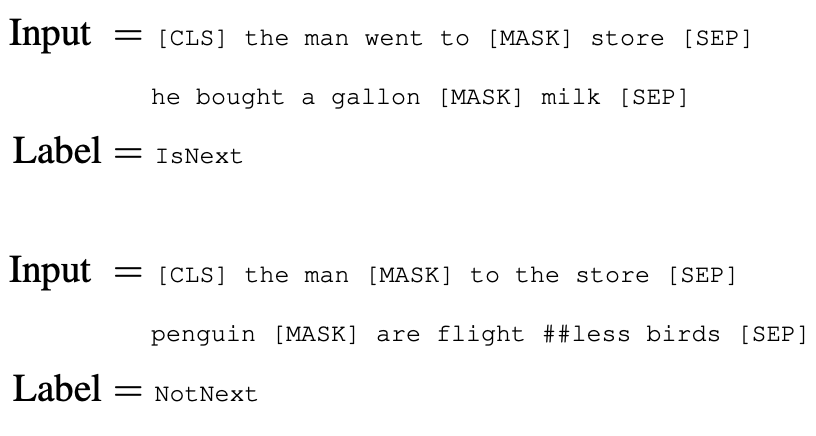 Input = [CLS] the man went to [MASK] store [SEP]
he bought a gallon [MASK] milk [SEP]
Label = IsNext
Input = [CLS] the man [MASK] to the store [SEP]
penguin [MASK] are flight ##less birds [SEP]
Label = NotNext